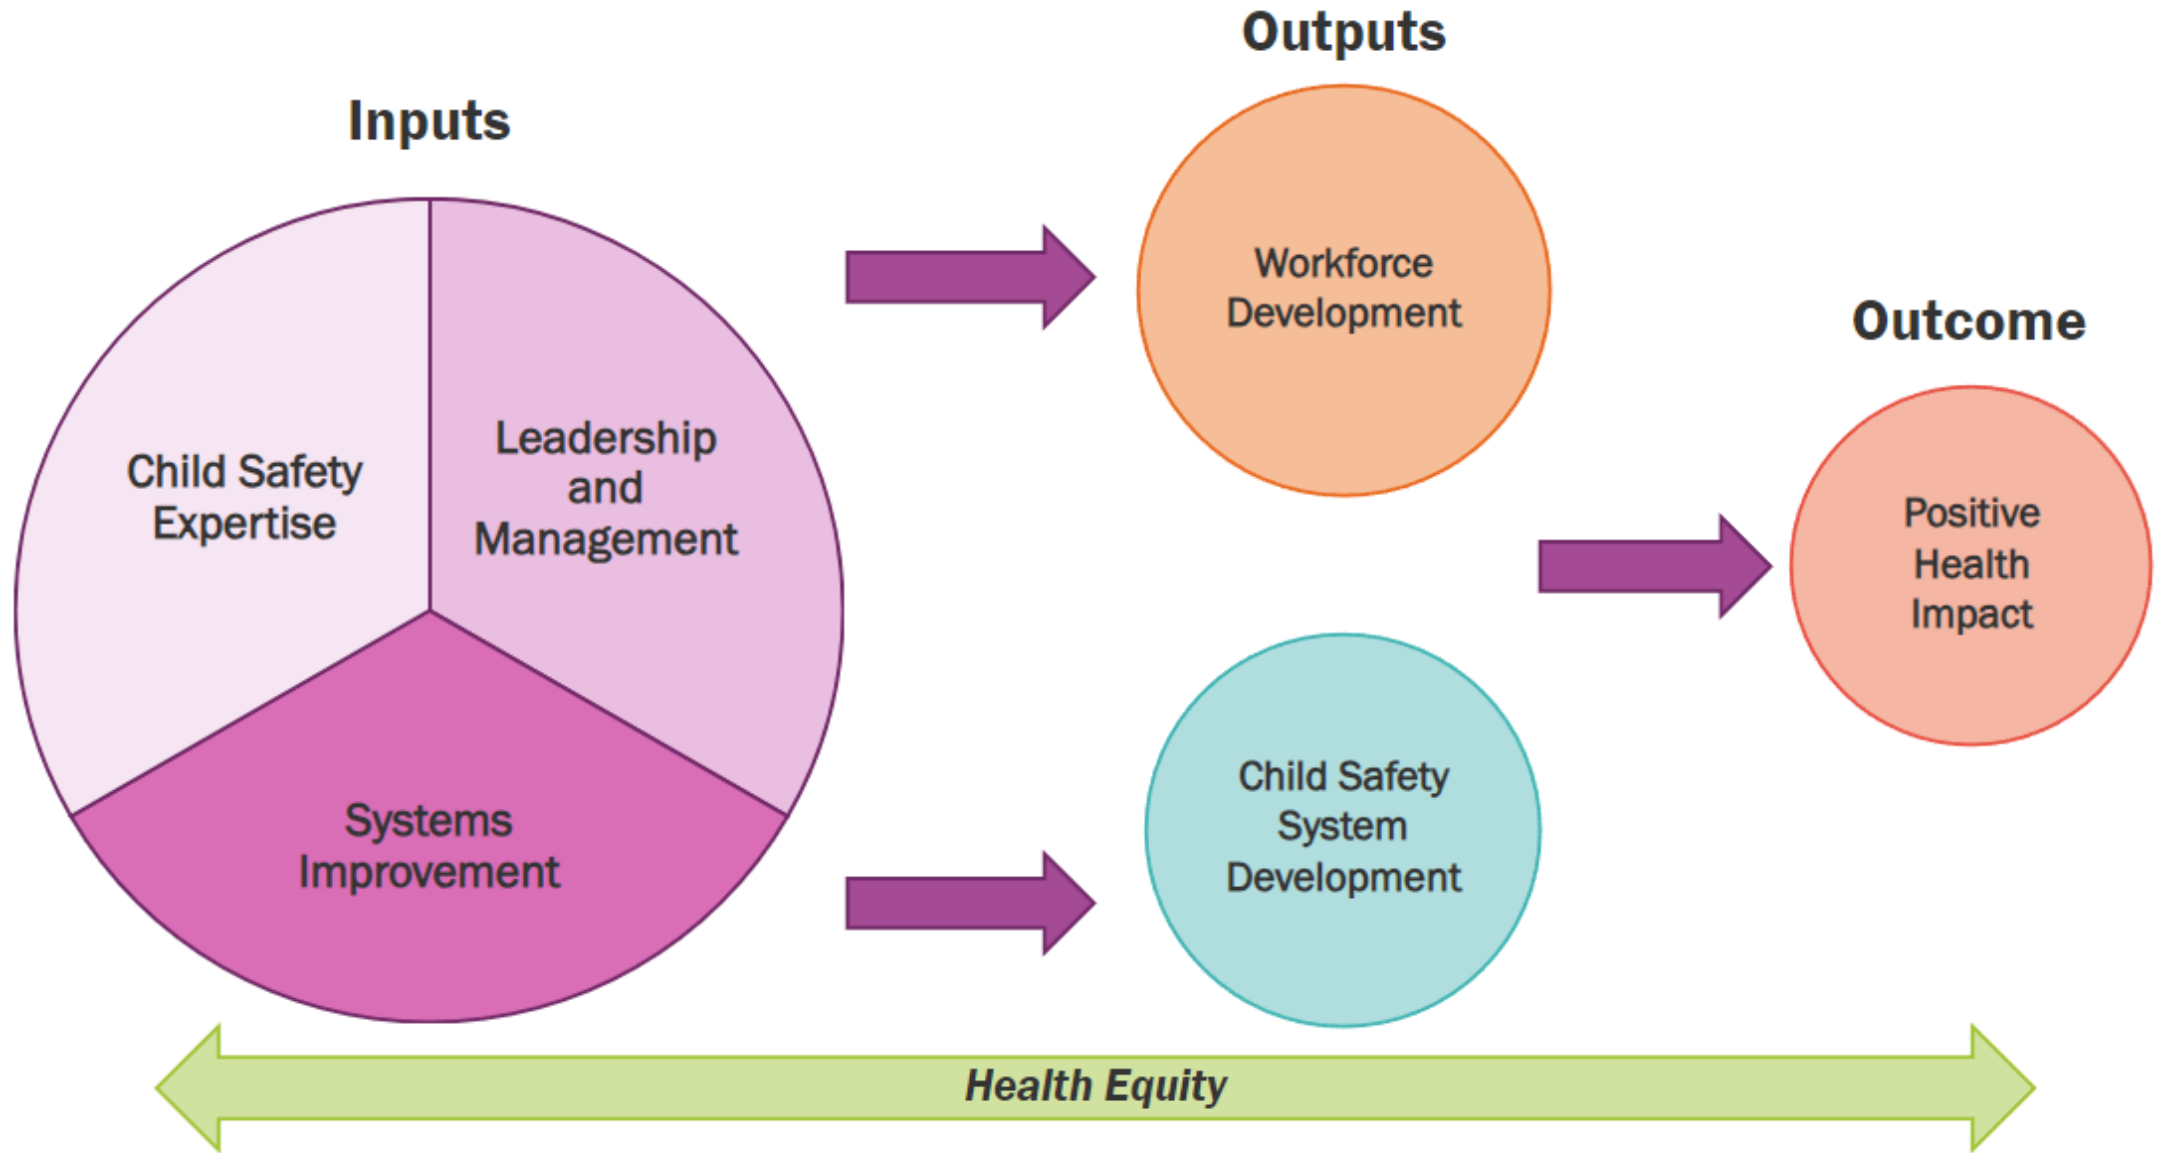 Inputs
Child Safety
Expertise
Leadership
and
Management
Systems
Improvement
Outputs
Workforce
Development
Child Safety
System
Development
Outcome
Positive
Health
Impact
Health Equity